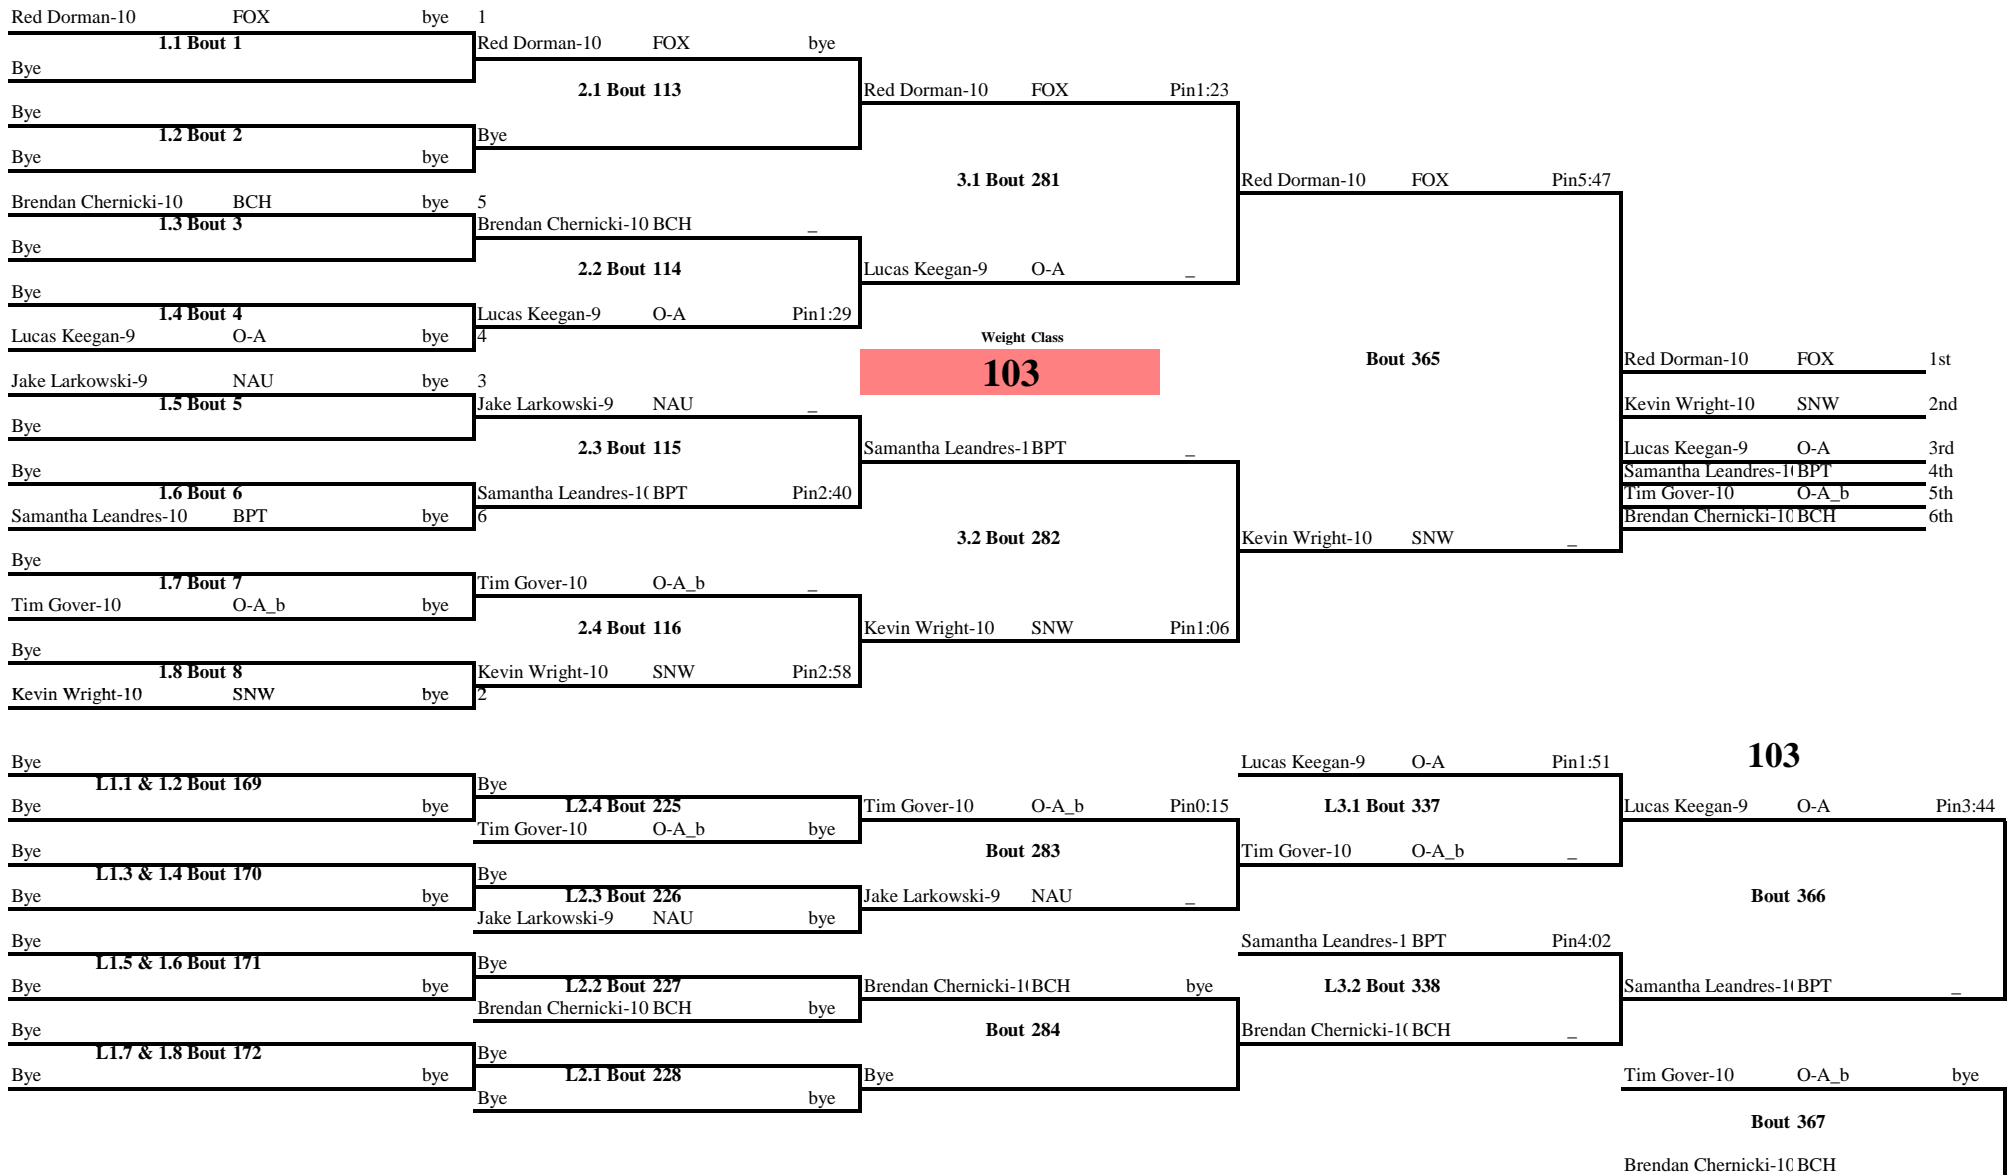 Red Dorman-10 FOX bye 1
1.1 Bout 1
Bye
Bye
1.2 Bout 2
Bye bye
Brendan Chernicki-10 BCH bye 5
1.3 Bout 3
Bye
Bye
1.4 Bout 4
Lucas Keegan-9 O-A bye 4
Jake Larkowski-9 NAU bye 3
1.5 Bout 5
Bye
Bye
1.6 Bout 6
Samantha Leandres-10 BPT bye 6
Bye
1.7 Bout 7
Tim Gover-10 O-A_b bye
Bye
1.8 Bout 8
Kevin Wright-10 SNW bye 2
Red Dorman-10 FOX bye
2.1 Bout 113
Bye
Brendan Chernicki-10 BCH _
2.2 Bout 114
Lucas Keegan-9 O-A Pin1:29
Jake Larkowski-9 NAU _
2.3 Bout 115
Samantha Leandres-1( BPT Pin2:40
Tim Gover-10 O-A_b _
2.4 Bout 116
Kevin Wright-10 SNW Pin2:58
Red Dorman-10 FOX Pin1:23
3.1 Bout 281
Lucas Keegan-9 O-A _
Weight Class
103
Samantha Leandres-1 BPT _
3.2 Bout 282
Kevin Wright-10 SNW Pin1:06
Red Dorman-10 FOX Pin5:47
Bout 365
Kevin Wright-10 SNW _
Red Dorman-10 FOX 1st
Kevin Wright-10 SNW 2nd
Lucas Keegan-9 O-A 3rd
Samantha Leandres-1( BPT 4th
Tim Gover-10 O-A_b 5th
Brendan Chernicki-10 BCH 6th
Bye
L1.1 & 1.2 Bout 169
Bye bye
Bye
L1.3 & 1.4 Bout 170
Bye bye
Bye
L1.5 & 1.6 Bout 171
Bye bye
Bye
L1.7 & 1.8 Bout 172
Bye bye
Bye
L2.4 Bout 225
Tim Gover-10 O-A_b bye
Bye
L2.3 Bout 226
Jake Larkowski-9 NAU bye
Bye
L2.2 Bout 227
Brendan Chernicki-10 BCH bye
Bye
L2.1 Bout 228
Bye bye
Tim Gover-10 O-A_b Pin0:15
Bout 283
Jake Larkowski-9 NAU _
Brendan Chernicki-1( BCH bye
Bout 284
Bye
Lucas Keegan-9 O-A Pin1:51
L3.1 Bout 337
Tim Gover-10 O-A_b _
Samantha Leandres-1 BPT Pin4:02
L3.2 Bout 338
Brendan Chernicki-1( BCH _
103
Lucas Keegan-9 O-A Pin3:44
Bout 366
Samantha Leandres-1( BPT _
Tim Gover-10 O-A_b bye
Bout 367
Brendan Chernicki-10 BCH